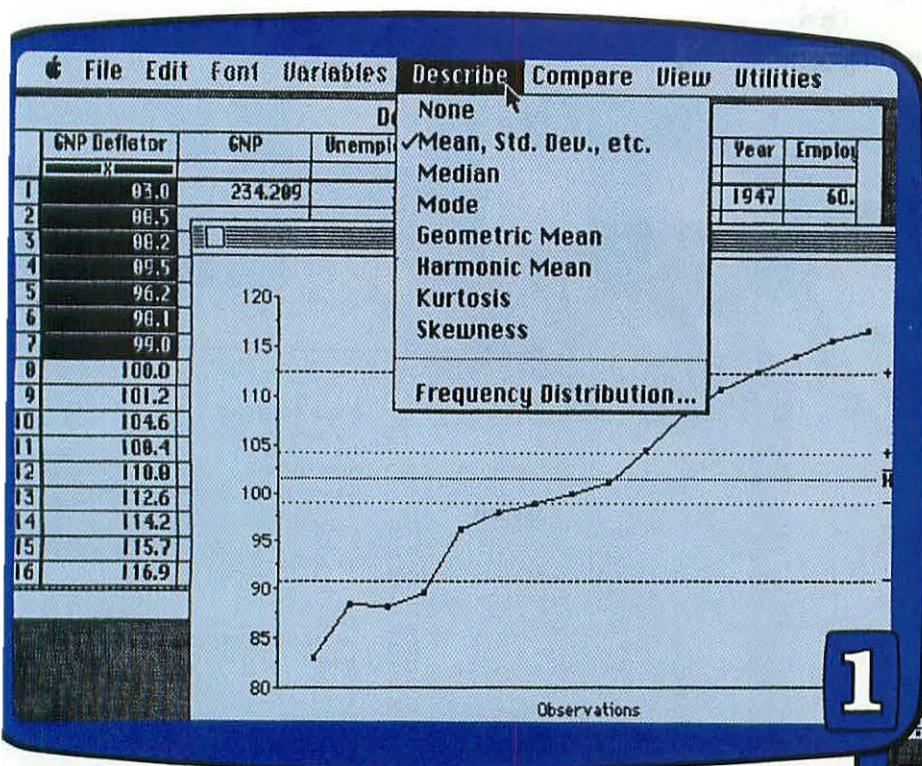 File Edit Font Variables Describe Compare View Utilities
None
✓Mean, Std. Dev., etc.
Median
Mode
Geometric Mean
Harmonic Mean
Kurtosis
Skewness
Frequency Distribution...
GNP Deflator GNP Unempl Year Employ
X
1 83.0 234.289 1947 60.
2 88.5
3 88.2
4 89.5
5 96.2
6 98.1
7 99.0
8 100.0
9 101.2
10 104.6
11 108.4
12 110.8
13 112.6
14 114.2
15 115.7
16 116.9
120
115
110
105
100
95
90
85
80
Observations
1